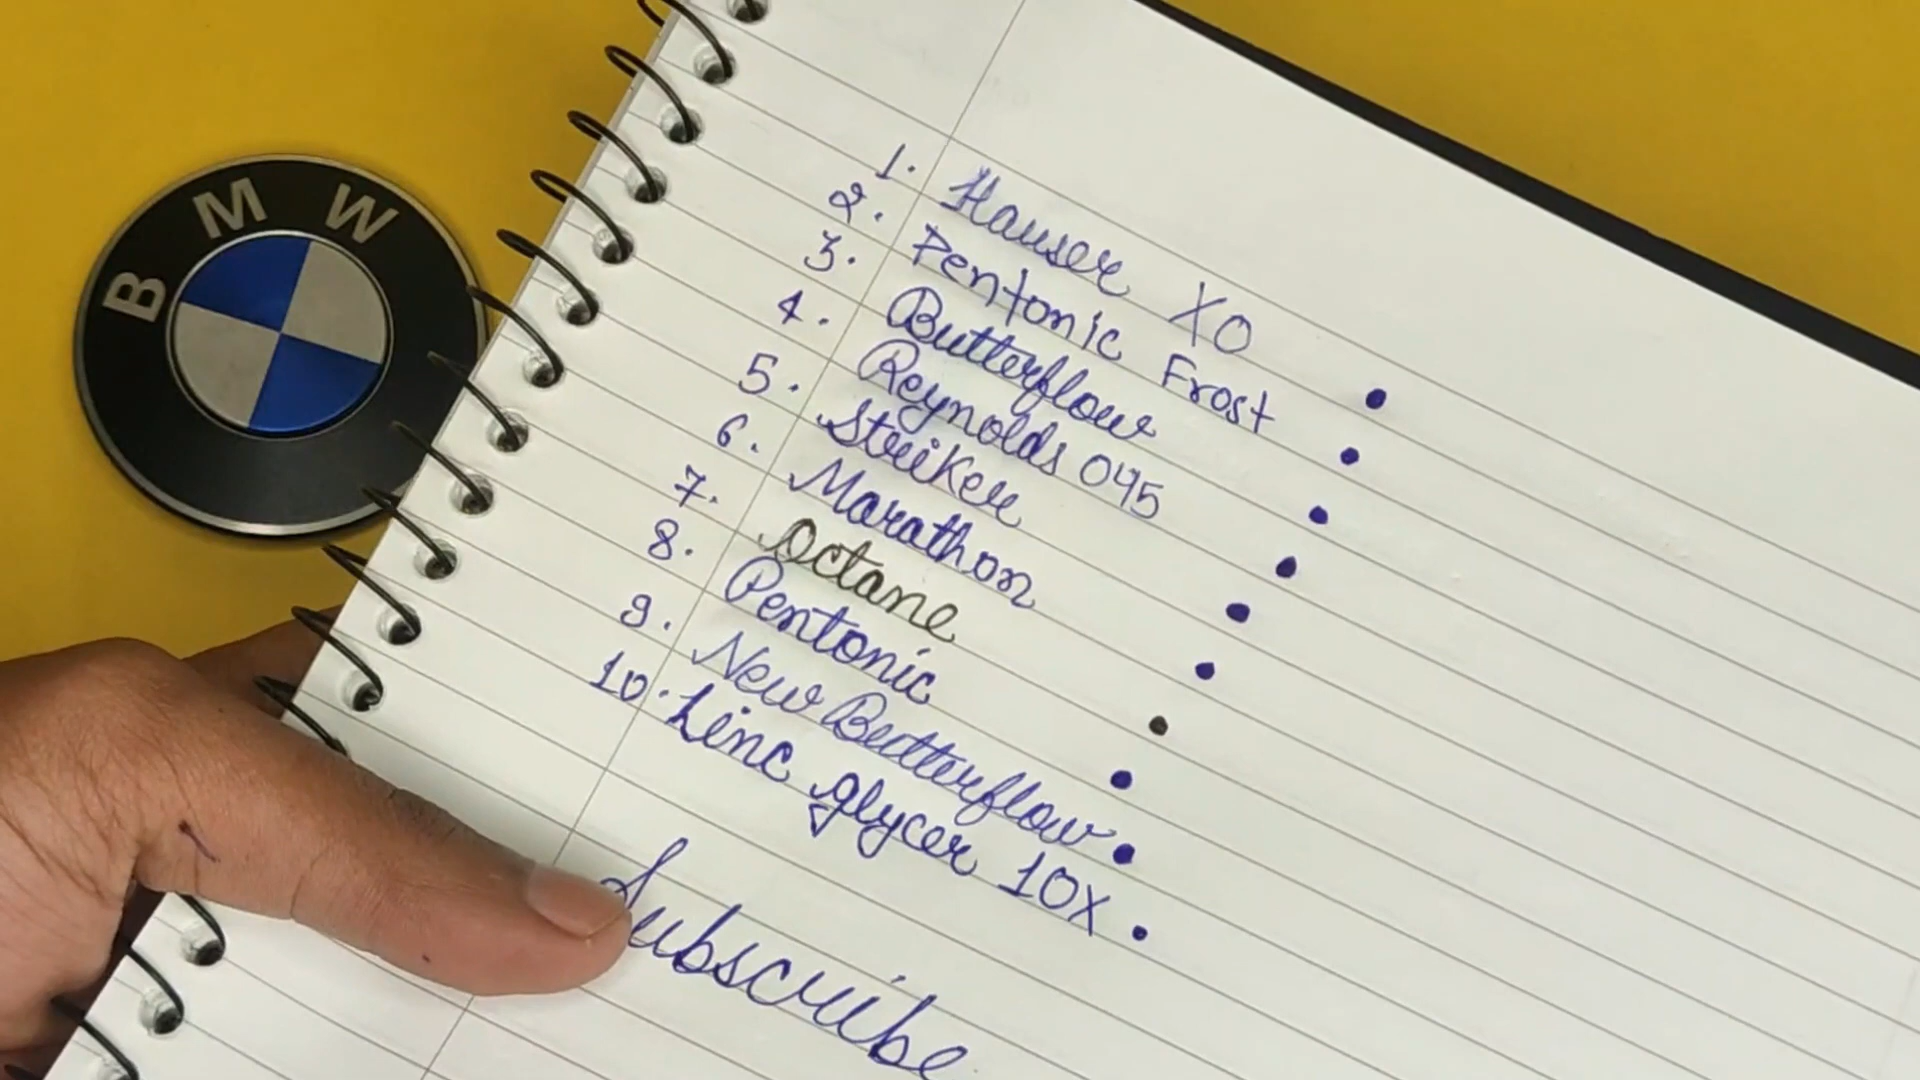 BMW
1. Hauser XO
2. Pentonic Frost
3. Butterflow
4. Reynolds 045
5. Striker
6. Marathon
7. Octane
8. Pentonic
9. New Butterflow
10. Linc glycer 10X
Subscribe